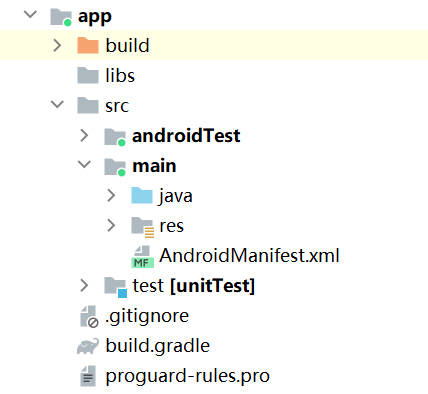 app
build
libs
src
androidTest
main
java
res
MF AndroidManifest.xml
test [unitTest]
.gitignore
build.gradle
proguard-rules.pro